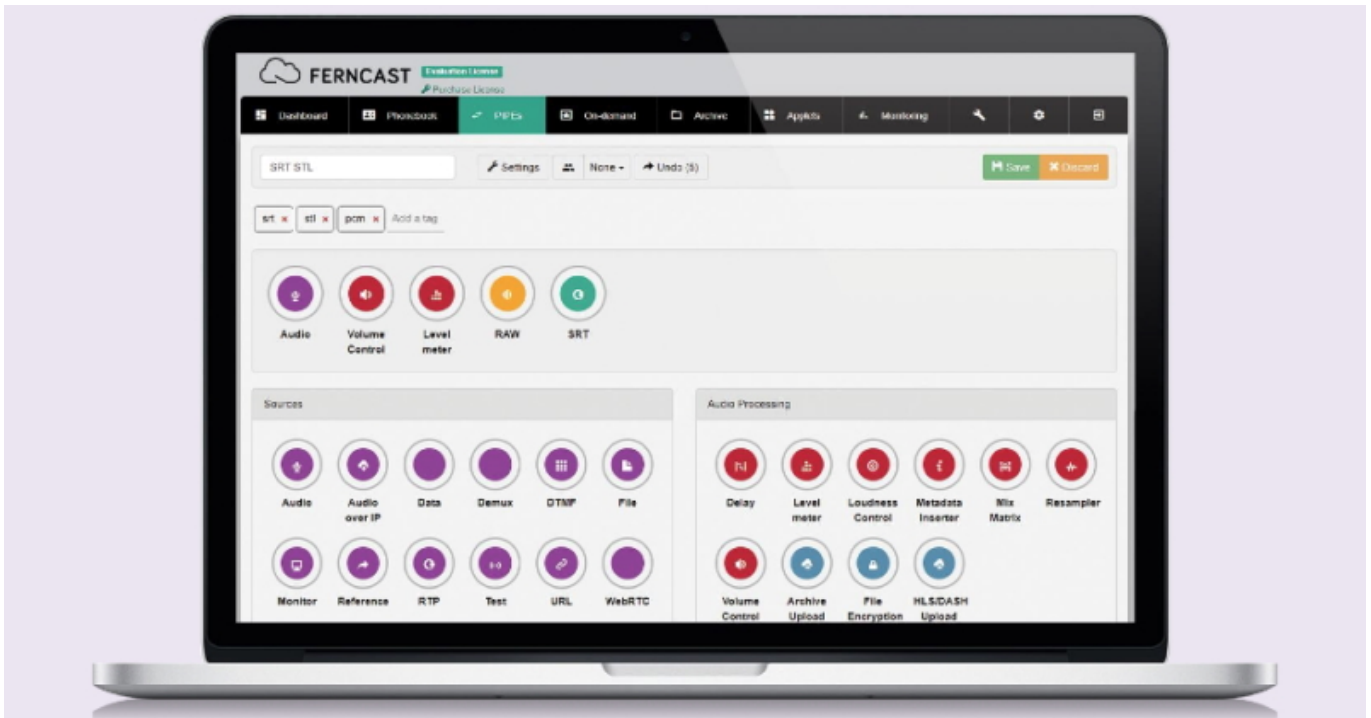 FERNCAST
Evaluation License
Purchase License
Dashboard
Phonebook
PIPEs
On-demand
Archive
Applets
Monitoring
SRT STL
Settings
None
Undo (5)
Save
Discard
srt
stl
pcm
Add a tag
Audio
Volume
Control
Level
meter
RAW
SRT
Sources
Audio
Audio
over IP
Data
Demux
DTMF
File
Monitor
Reference
RTP
Test
URL
WebRTC
Audio Processing
Delay
Level
meter
Loudness
Control
Metadata
Inserter
Mix
Matrix
Resampler
Volume
Control
Archive
Upload
File
Encryption
HLS/DASH
Upload